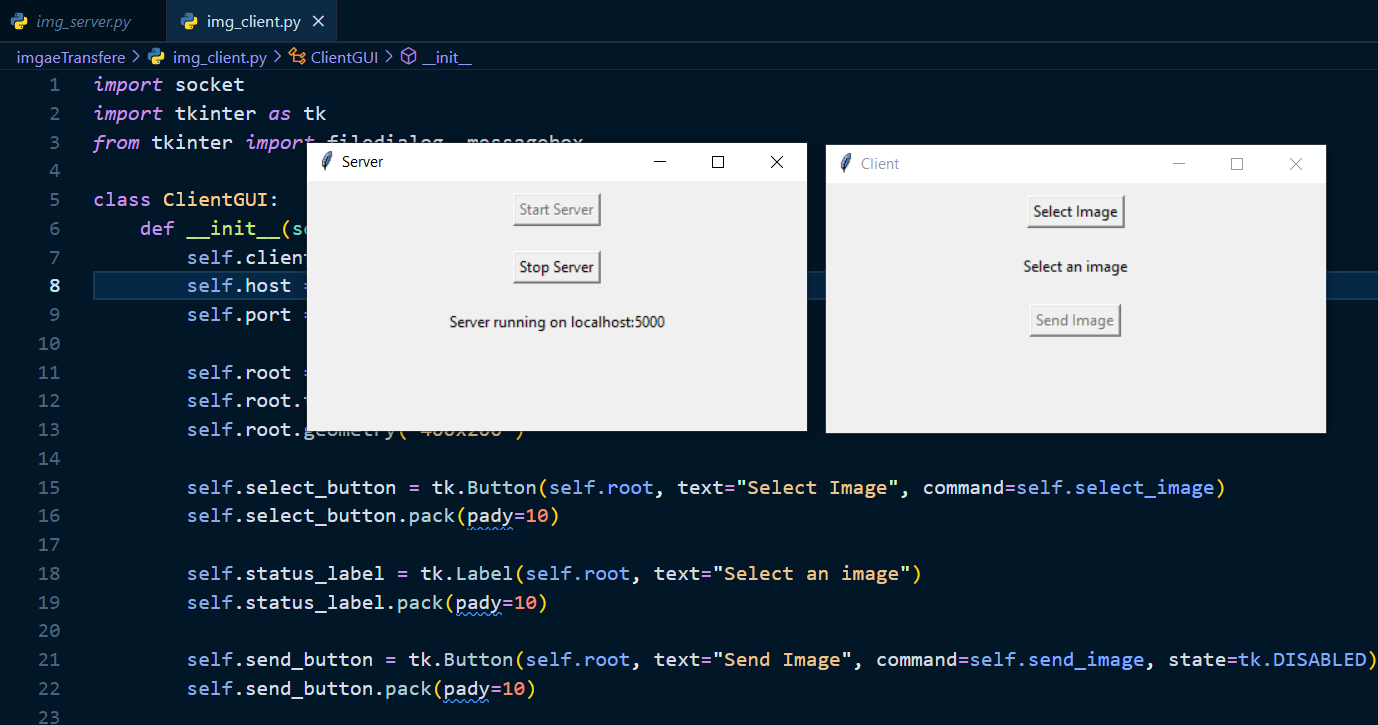 img_server.py
img_client.py
imgaeTransfere > img_client.py > ClientGUI > __init__
1 import socket
2 import tkinter as tk
3 from tkinter import filedialog, messagebox
4
5 class ClientGUI:
6 def __init__(se
7 self.client
8 self.host =
9 self.port =
10
11 self.root =
12 self.root.
13 self.root.geometry("400x200")
14
15 self.select_button = tk.Button(self.root, text="Select Image", command=self.select_image)
16 self.select_button.pack(pady=10)
17
18 self.status_label = tk.Label(self.root, text="Select an image")
19 self.status_label.pack(pady=10)
20
21 self.send_button = tk.Button(self.root, text="Send Image", command=self.send_image, state=tk.DISABLED)
22 self.send_button.pack(pady=10)
23
Server
Start Server
Stop Server
Server running on localhost:5000
Client
Select Image
Select an image
Send Image